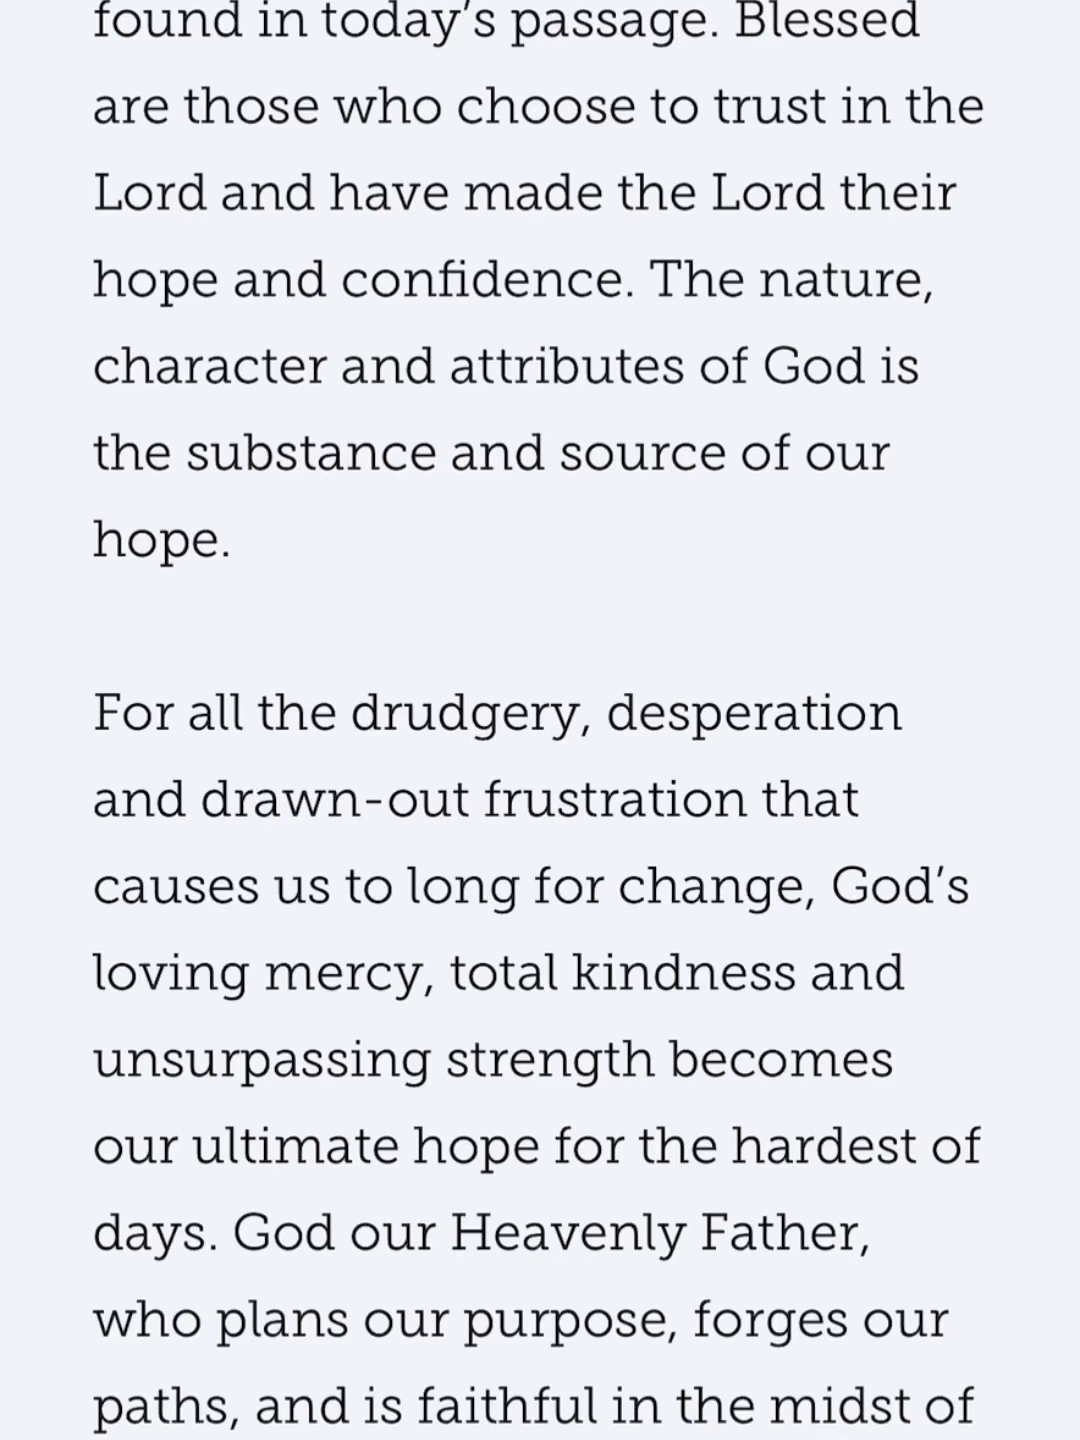 found in today’s passage. Blessed
are those who choose to trust in the
Lord and have made the Lord their
hope and confidence. The nature,
character and attributes of God is
the substance and source of our
hope.
For all the drudgery, desperation
and drawn-out frustration that
causes us to long for change, God’s
loving mercy, total kindness and
unsurpassing strength becomes
our ultimate hope for the hardest of
days. God our Heavenly Father,
who plans our purpose, forges our
paths, and is faithful in the midst of